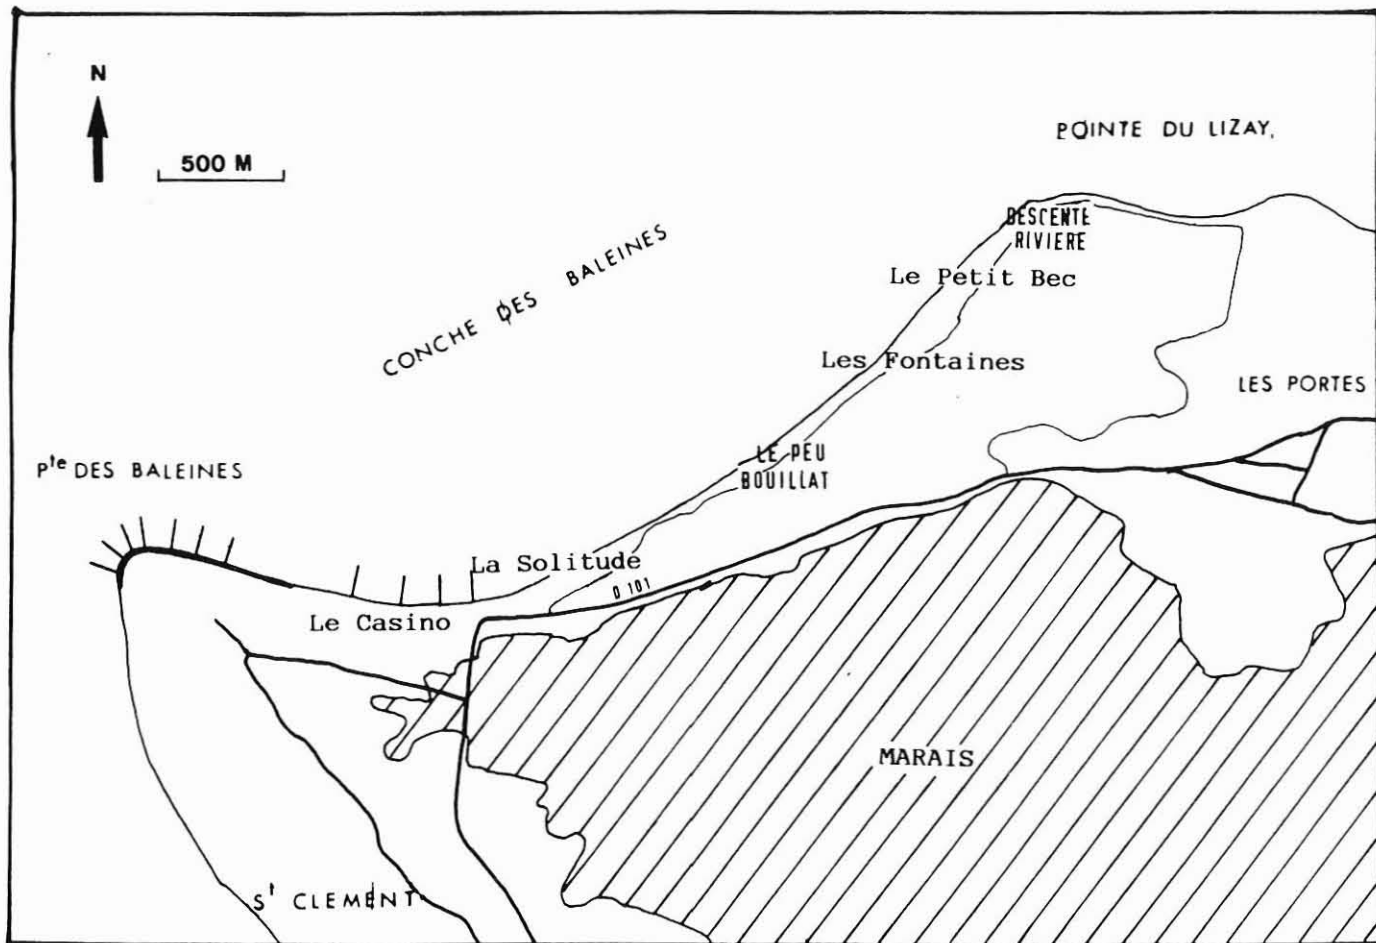 N
500 M
POINTE DU LIZAY,
CONCHE DES BALEINES
DESCENTE
RIVIERE
Le Petit Bec
Les Fontaines
LES PORTES
LE PEU
BOUILLAT
Pte DES BALEINES
La Solitude
D 101
Le Casino
MARAIS
St CLEMENT